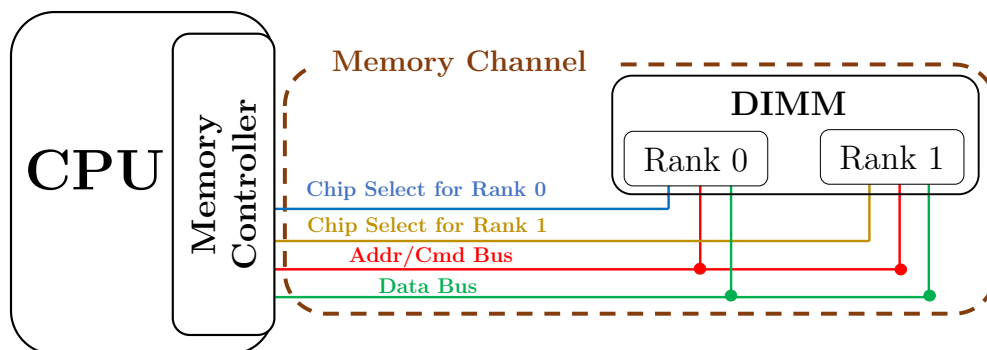 Memory Channel
DIMM
Rank 0
Rank 1
CPU
Memory
Controller
Chip Select for Rank 0
Chip Select for Rank 1
Addr/Cmd Bus
Data Bus